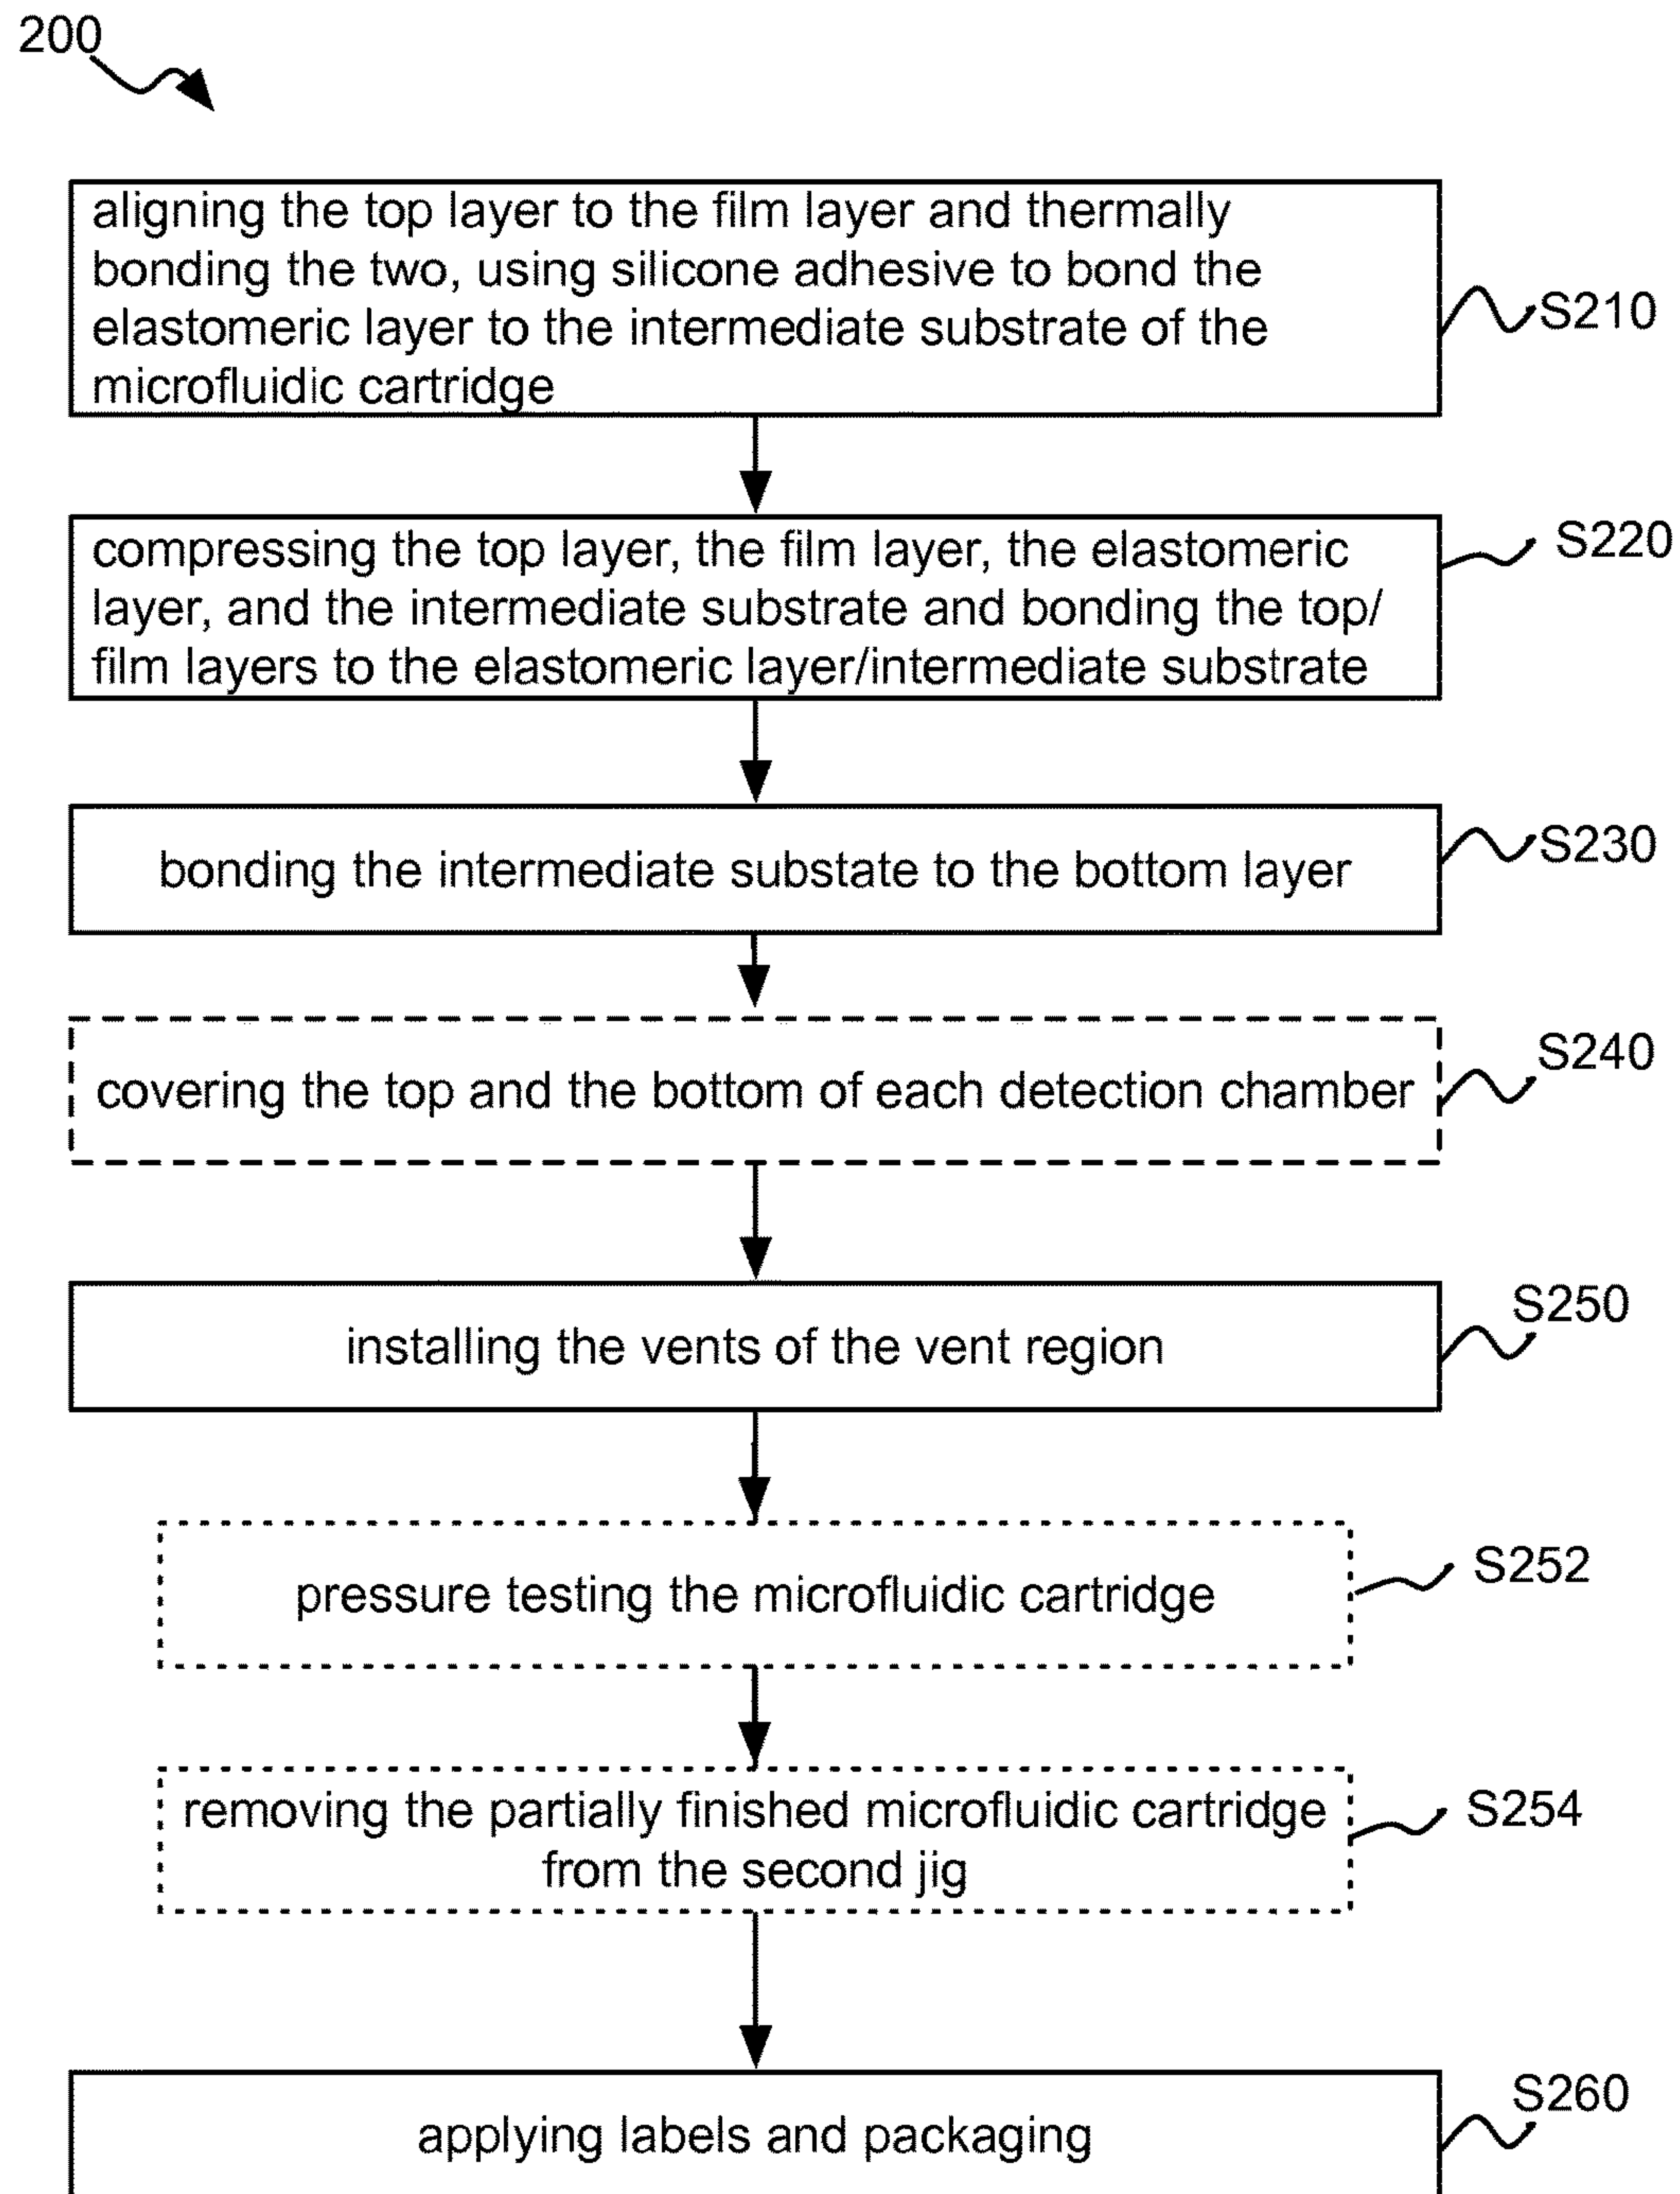 200
aligning the top layer to the film layer and thermally
bonding the two, using silicone adhesive to bond the
elastomeric layer to the intermediate substrate of the
microfluidic cartridge
S210
compressing the top layer, the film layer, the elastomeric
layer, and the intermediate substrate and bonding the top/
film layers to the elastomeric layer/intermediate substrate
S220
bonding the intermediate substate to the bottom layer
S230
covering the top and the bottom of each detection chamber
S240
installing the vents of the vent region
S250
pressure testing the microfluidic cartridge
S252
removing the partially finished microfluidic cartridge
from the second jig
S254
applying labels and packaging
S260